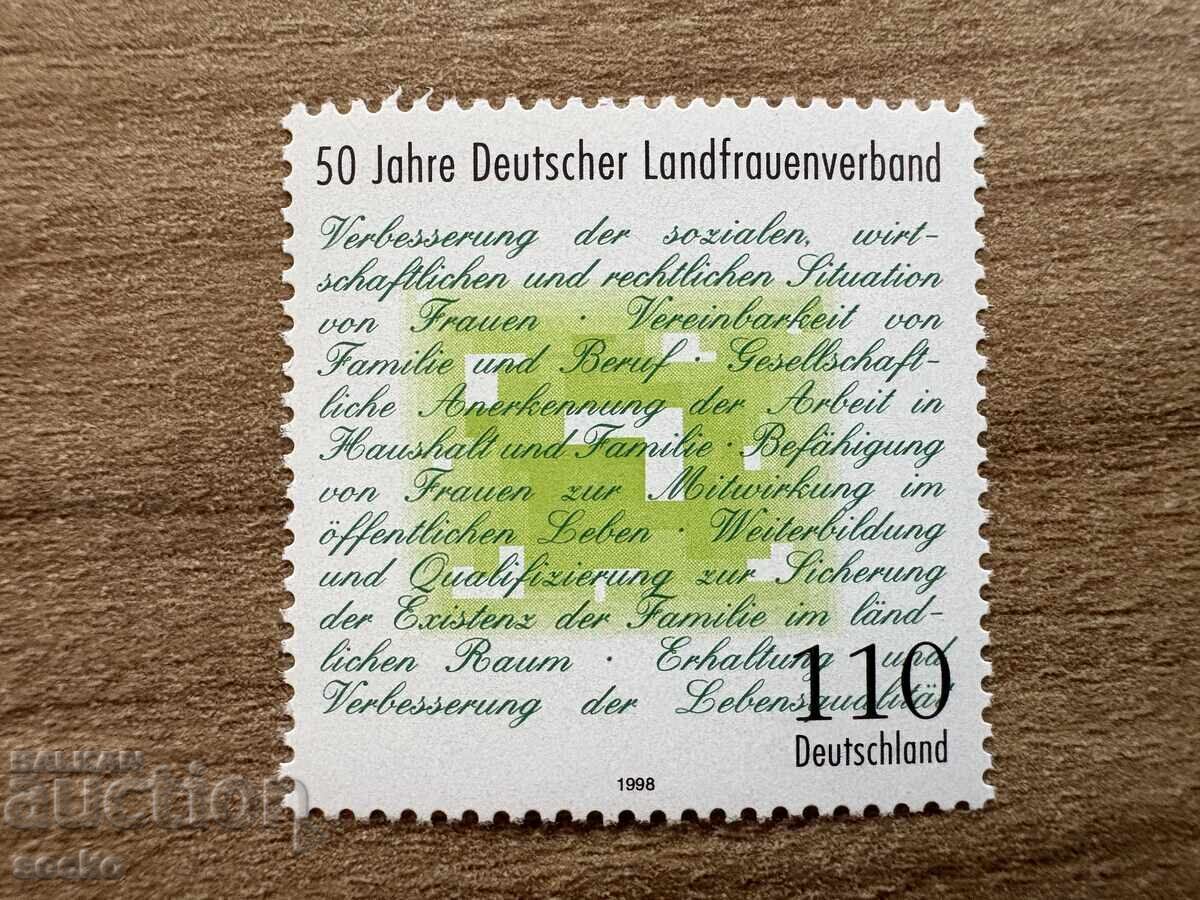 50 Jahre Deutscher Landfrauenverband
Verbesserung der sozialen, wirt-
schaftlichen und rechtlichen Situation
von Frauen · Vereinbarkeit von
Familie und Beruf · Gesellschaft-
liche Anerkennung der Arbeit in
Haushalt und Familie · Befähigung
von Frauen zur Mitwirkung im
öffentlichen Leben · Weiterbildung
und Qualifizierung zur Sicherung
der Existenz der Familie im länd-
lichen Raum · Erhaltung und
Verbesserung der Lebensqualität
110
Deutschland
1998
BALKAN
auction
secko